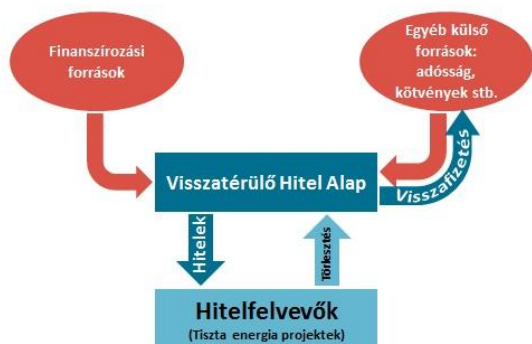 Finanszírozási
források
Egyéb külső
források:
adósság,
kötvények stb.
Visszatérülő Hitel Alap
Visszafizetés
Hitelek
Törlesztés
Hitelfelvevők
(Tiszta energia projektek)